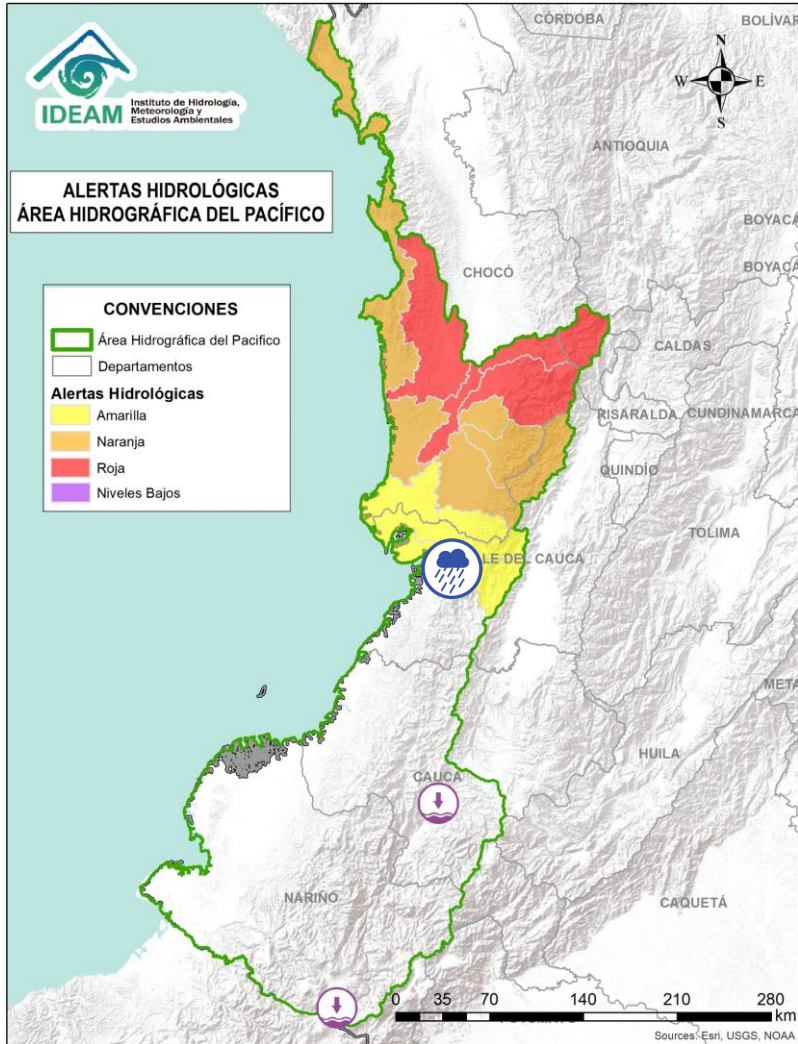 CÓRDOBA
BOLÍVAR
IDEAM
Instituto de Hidrología,
Meteorología y
Estudios Ambientales
N
W
E
S
ANTIOQUIA
ALERTAS HIDROLÓGICAS
ÁREA HIDROGRÁFICA DEL PACÍFICO
BOYACÁ
CHOCÓ
BOYACÁ
CONVENCIONES
Área Hidrográfica del Pacífico
Departamentos
Alertas Hidrológicas
Amarilla
Naranja
Roja
Niveles Bajos
CALDAS
RISARALDA
CUNDINAMARCA
QUINDÍO
TOLIMA
LE DEL CAUCA
META
HUILA
CAUCA
NARIÑO
CAQUETÁ
0 35 70 140 210 280
km
Sources: Esri, USGS, NOAA